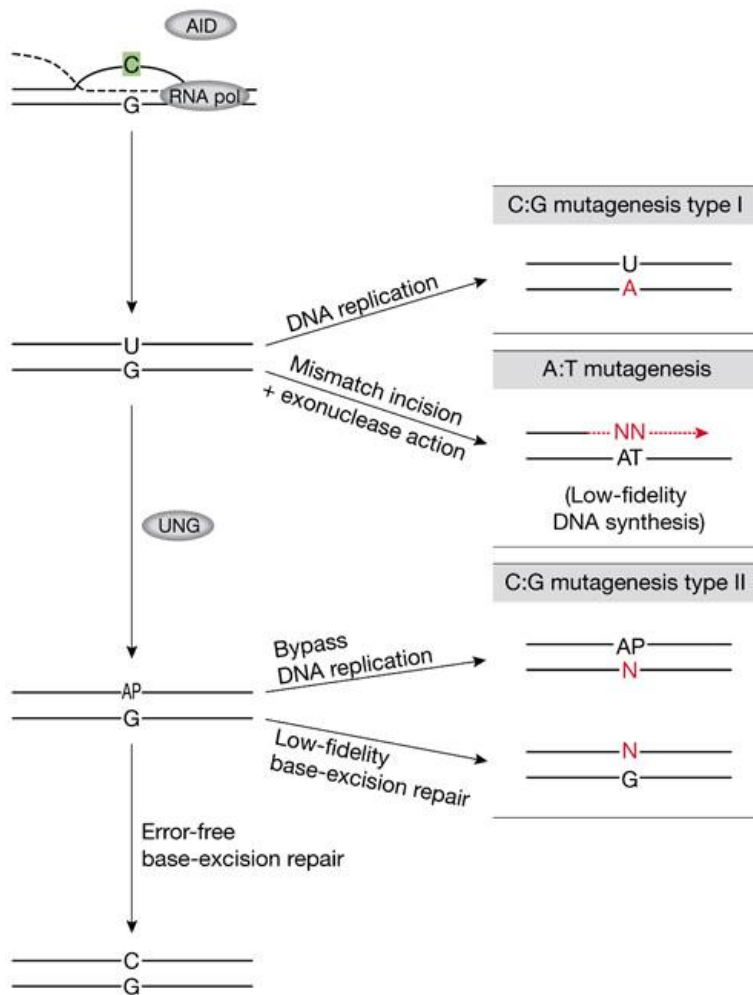 AID
C
G
RNA pol
C:G mutagenesis type I
U
A
DNA replication
U
G
Mismatch incision
+ exonuclease action
A:T mutagenesis
NN
AT
(Low-fidelity
DNA synthesis)
UNG
C:G mutagenesis type II
Bypass
DNA replication
AP
N
AP
G
Low-fidelity
base-excision repair
N
G
Error-free
base-excision repair
C
G